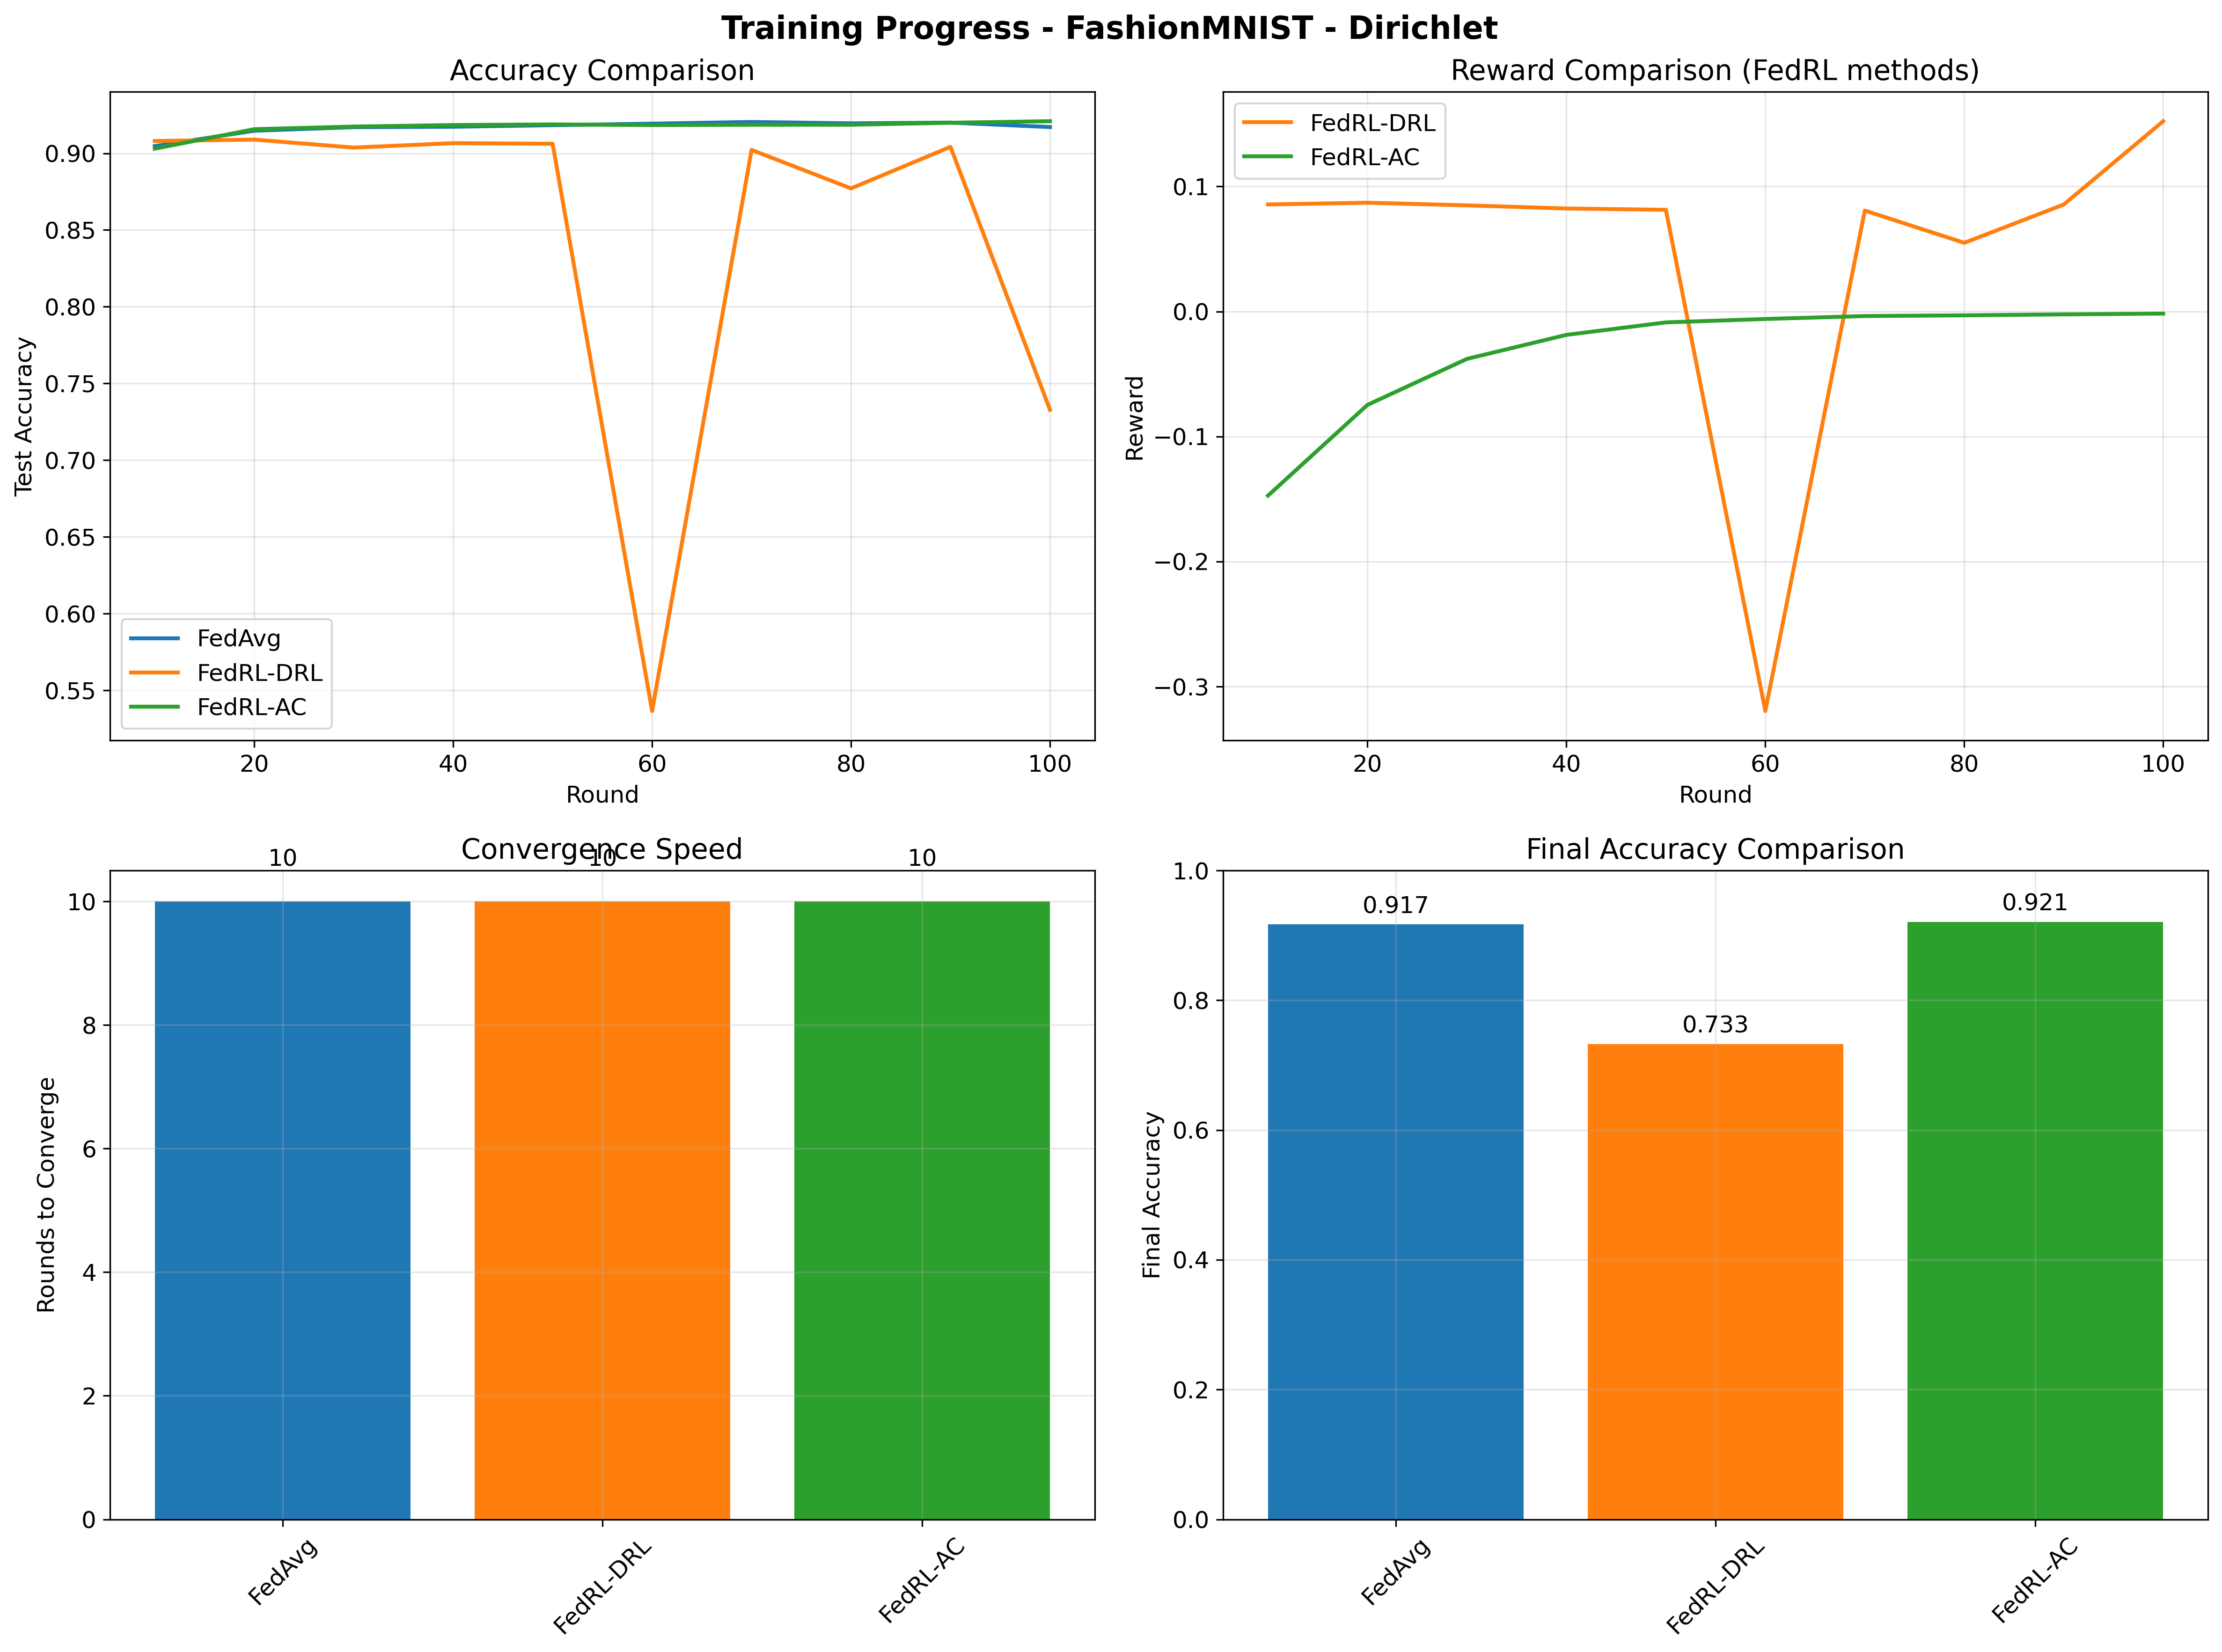 Training Progress - FashionMNIST - Dirichlet
Accuracy Comparison
Test Accuracy
0.90
0.85
0.80
0.75
0.70
0.65
0.60
0.55
FedAvg
FedRL-DRL
FedRL-AC
20 40 60 80 100
Round
Reward Comparison (FedRL methods)
Reward
FedRL-DRL
FedRL-AC
0.1
0.0
−0.1
−0.2
−0.3
20 40 60 80 100
Round
Convergence Speed
10 10 10
Rounds to Converge
10
8
6
4
2
0
FedAvg
FedRL-DRL
FedRL-AC
Final Accuracy Comparison
Final Accuracy
1.0
0.8
0.6
0.4
0.2
0.0
0.917
0.733
0.921
FedAvg
FedRL-DRL
FedRL-AC